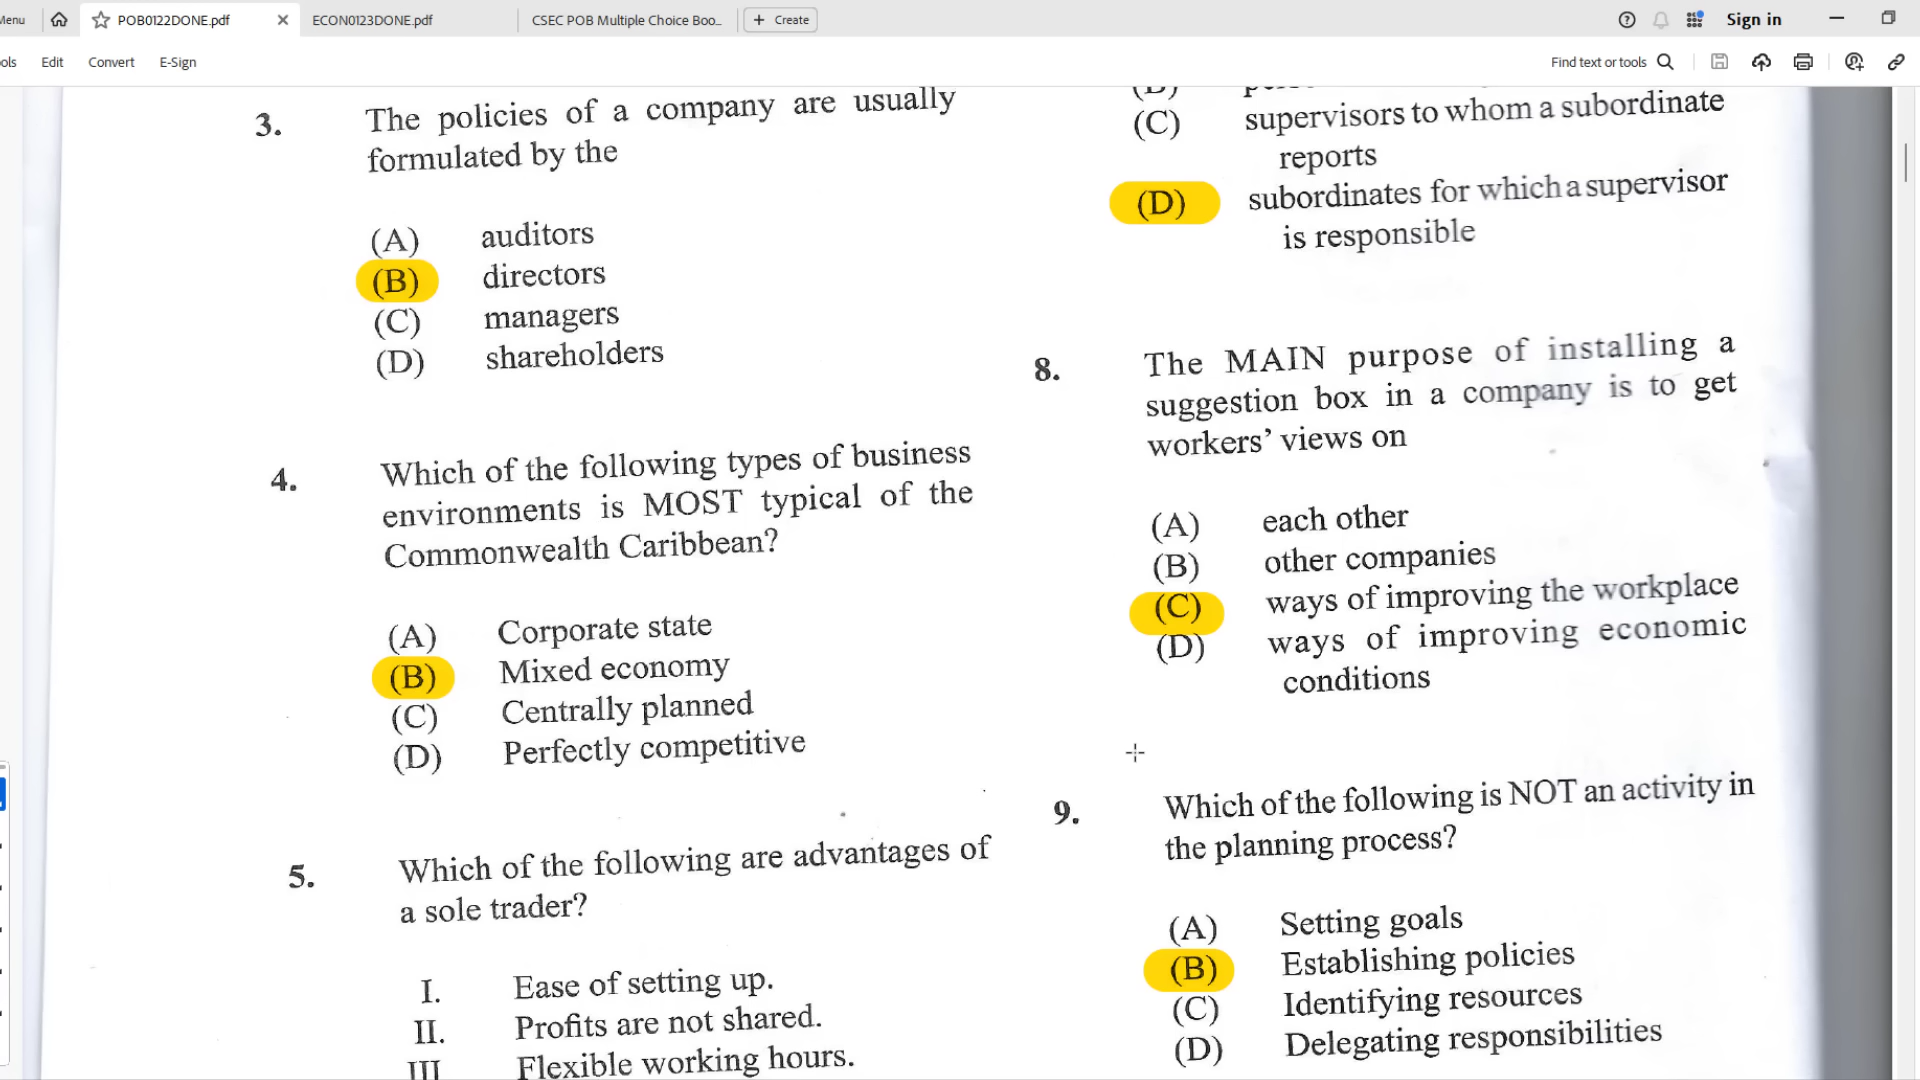 Menu
POB0122DONE.pdf
ECON0123DONE.pdf
CSEC POB Multiple Choice Boo...
+ Create
Sign in
ols Edit Convert E-Sign
Find text or tools
3. The policies of a company are usually
formulated by the
(A) auditors
(B) directors
(C) managers
(D) shareholders
4. Which of the following types of business
environments is MOST typical of the
Commonwealth Caribbean?
(A) Corporate state
(B) Mixed economy
(C) Centrally planned
(D) Perfectly competitive
5. Which of the following are advantages of
a sole trader?
I. Ease of setting up.
II. Profits are not shared.
III Flexible working hours.
(C) supervisors to whom a subordinate
reports
(D) subordinates for which a supervisor
is responsible
8. The MAIN purpose of installing a
suggestion box in a company is to get
workers' views on
(A) each other
(B) other companies
(C) ways of improving the workplace
(D) ways of improving economic
conditions
9. Which of the following is NOT an activity in
the planning process?
(A) Setting goals
(B) Establishing policies
(C) Identifying resources
(D) Delegating responsibilities